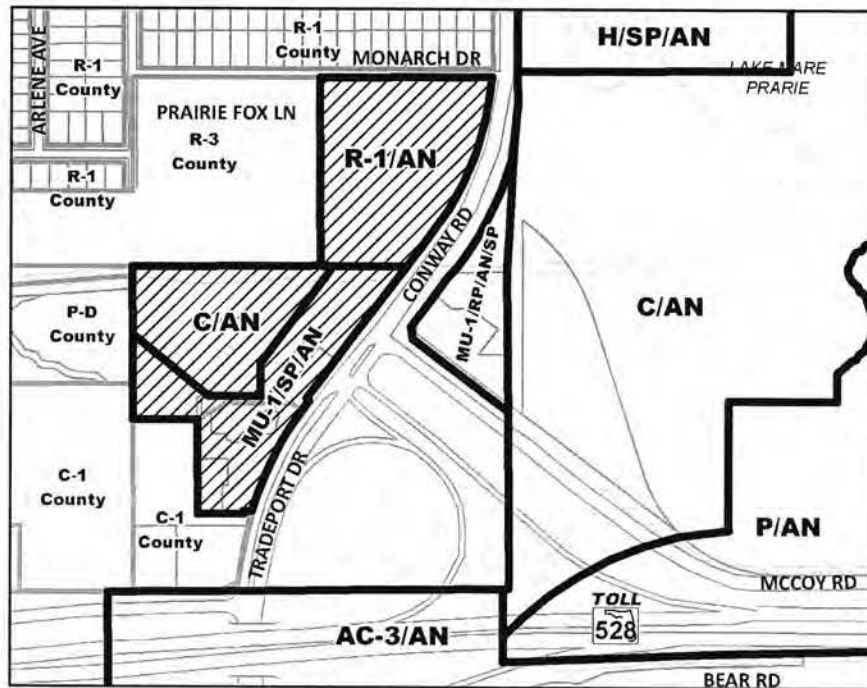 R-1
County
H/SP/AN
MONARCH DR
ARLENE AVE
R-1
County
LAKE MARE
PRARIE
PRAIRIE FOX LN
R-3
County
R-1/AN
R-1
County
CONWAY RD
MU-1/RP/AN/SP
C/AN
P-D
County
C/AN
MU-1/SP/AN
C-1
County
C-1
County
TRADEPORT DR
P/AN
MCCOY RD
TOLL
528
AC-3/AN
BEAR RD